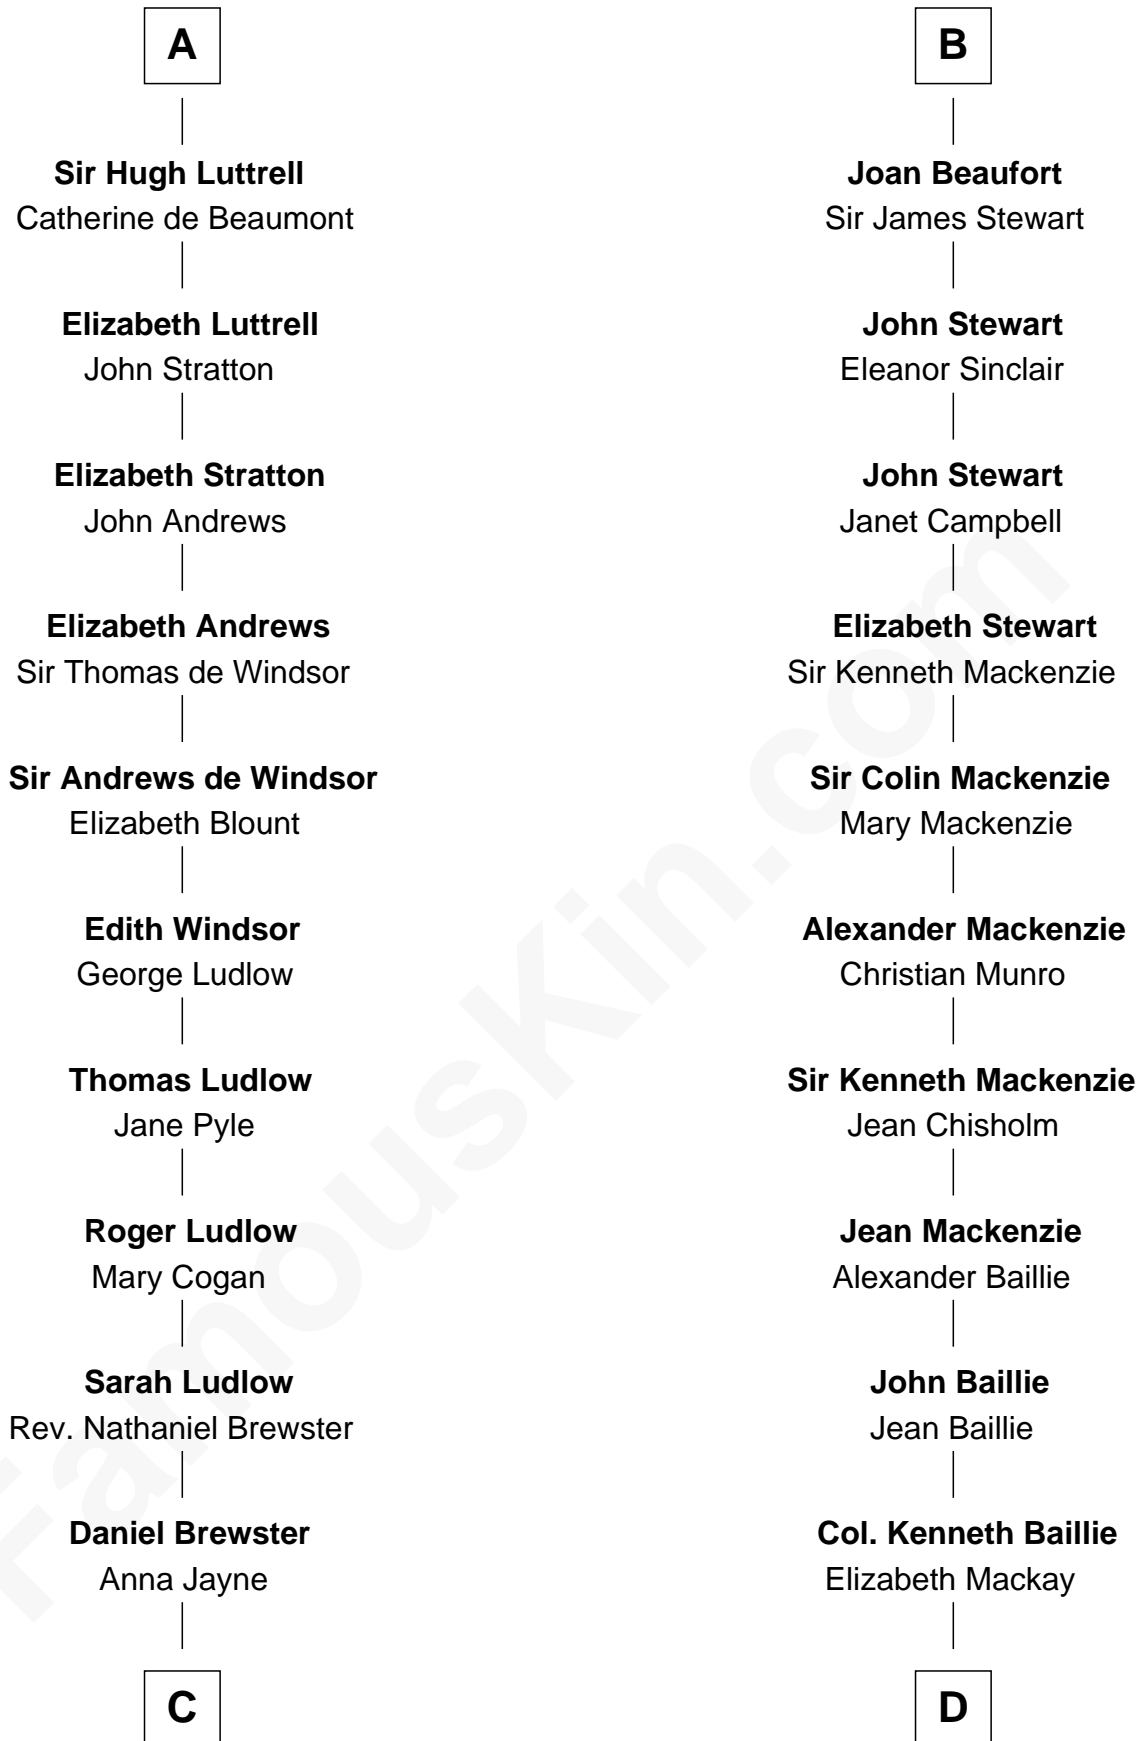 A
Sir Hugh Luttrell
Catherine de Beaumont
Elizabeth Luttrell
John Stratton
Elizabeth Stratton
John Andrews
Elizabeth Andrews
Sir Thomas de Windsor
Sir Andrews de Windsor
Elizabeth Blount
Edith Windsor
George Ludlow
Thomas Ludlow
Jane Pyle
Roger Ludlow
Mary Cogan
Sarah Ludlow
Rev. Nathaniel Brewster
Daniel Brewster
Anna Jayne
C
B
Joan Beaufort
Sir James Stewart
John Stewart
Eleanor Sinclair
John Stewart
Janet Campbell
Elizabeth Stewart
Sir Kenneth Mackenzie
Sir Colin Mackenzie
Mary Mackenzie
Alexander Mackenzie
Christian Munro
Sir Kenneth Mackenzie
Jean Chisholm
Jean Mackenzie
Alexander Baillie
John Baillie
Jean Baillie
Col. Kenneth Baillie
Elizabeth Mackay
D
FamousKin.com